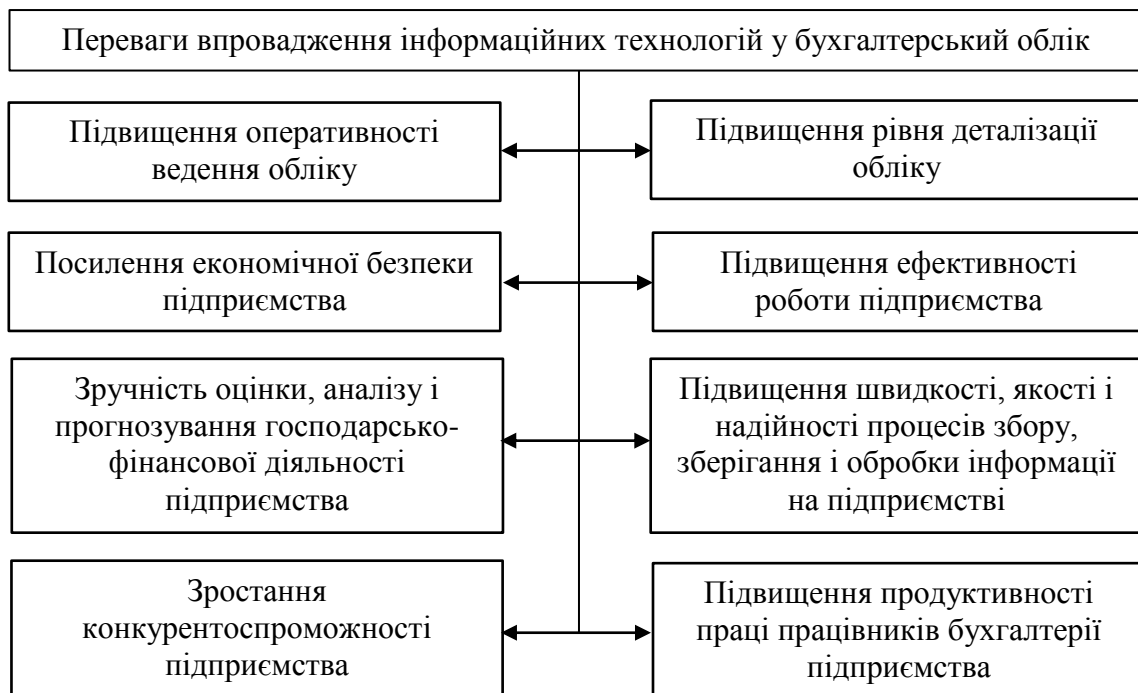 Переваги впровадження інформаційних технологій у бухгалтерський облік
Підвищення оперативності
ведення обліку
Підвищення рівня деталізації
обліку
Посилення економічної безпеки
підприємства
Підвищення ефективності
роботи підприємства
Зручність оцінки, аналізу і
прогнозування господарсько-
фінансової діяльності
підприємства
Підвищення швидкості, якості і
надійності процесів збору,
зберігання і обробки інформації
на підприємстві
Зростання
конкурентоспроможності
підприємства
Підвищення продуктивності
праці працівників бухгалтерії
підприємства